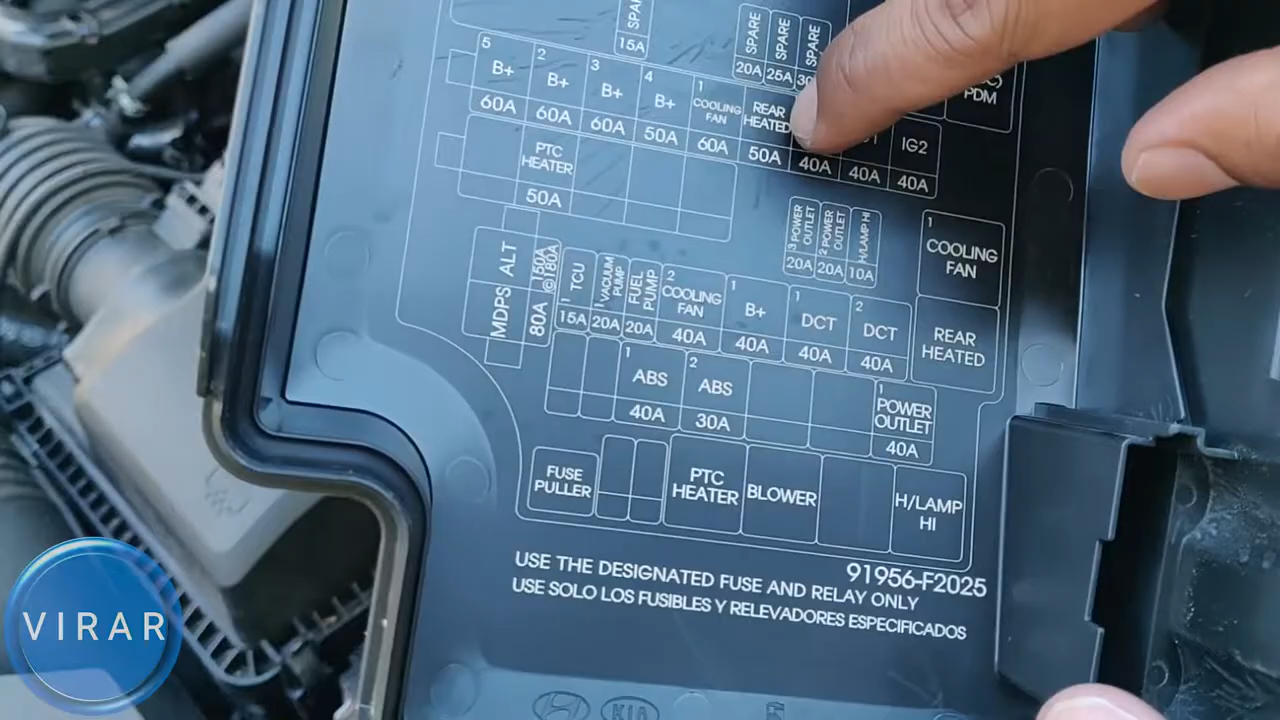 SPARE
15A
SPARE
20A
SPARE
25A
SPARE
5
B+
60A
2
B+
60A
3
B+
60A
4
B+
50A
1
COOLING
FAN
60A
REAR
HEATED
50A
40A
40A
IG2
40A
PDM
PTC
HEATER
50A
3 POWER
OUTLET
20A
2 POWER
OUTLET
20A
H/LAMP HI
10A
1
COOLING
FAN
ALT
150A
©180A
MDPS
80A
1 TCU
15A
1 VACUUM
PUMP
20A
FUEL
PUMP
20A
2
COOLING
FAN
40A
1
B+
40A
1
DCT
40A
2
DCT
40A
REAR
HEATED
1
ABS
40A
2
ABS
30A
1
POWER
OUTLET
40A
FUSE
PULLER
PTC
HEATER
BLOWER
H/LAMP
HI
91956-F2025
USE THE DESIGNATED FUSE AND RELAY ONLY
USE SOLO LOS FUSIBLES Y RELEVADORES ESPECIFICADOS
KIA
VIRAR